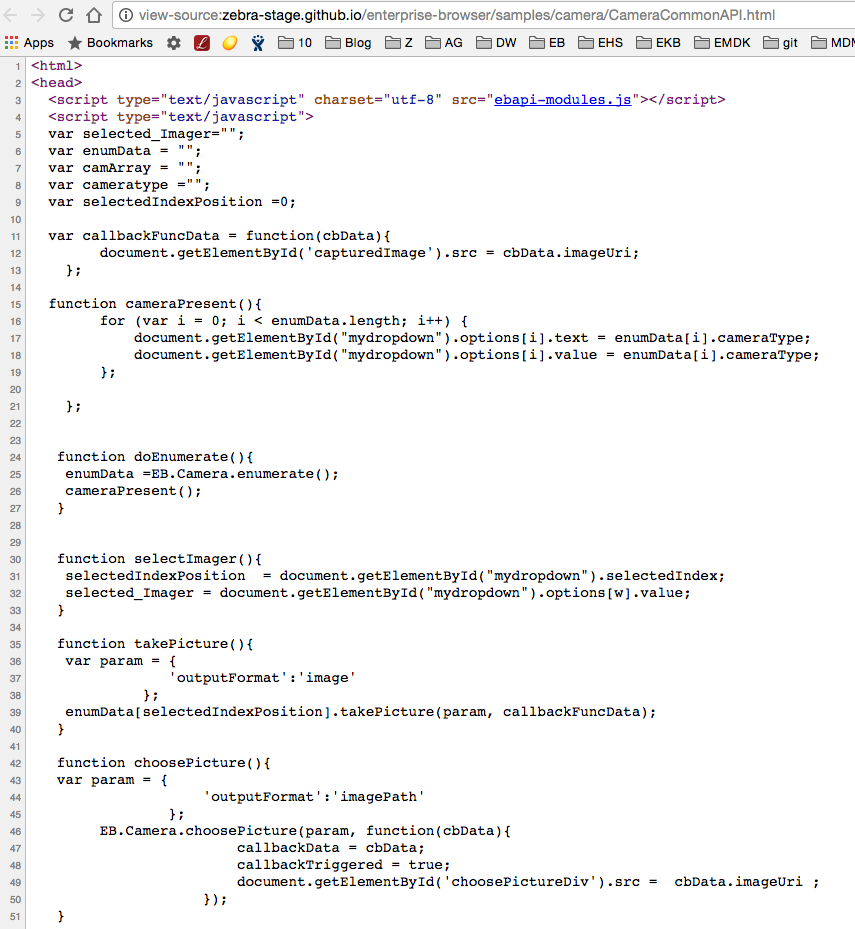 view-source:zebra-stage.github.io/enterprise-browser/samples/camera/CameraCommonAPI.html
Apps Bookmarks 10 Blog Z AG DW EB EHS EKB EMDK git MDM
1 <html>
2 <head>
3 <script type="text/javascript" charset="utf-8" src="ebapi-modules.js"></script>
4 <script type="text/javascript">
5 var selected_Imager="";
6 var enumData = "";
7 var camArray = "";
8 var cameratype ="";
9 var selectedIndexPosition =0;
10
11 var callbackFuncData = function(cbData){
12 document.getElementById('capturedImage').src = cbData.imageUri;
13 };
14
15 function cameraPresent(){
16 for (var i = 0; i < enumData.length; i++) {
17 document.getElementById("mydropdown").options[i].text = enumData[i].cameraType;
18 document.getElementById("mydropdown").options[i].value = enumData[i].cameraType;
19 };
20
21 };
22
23
24 function doEnumerate(){
25 enumData =EB.Camera.enumerate();
26 cameraPresent();
27 }
28
29
30 function selectImager(){
31 selectedIndexPosition  = document.getElementById("mydropdown").selectedIndex;
32 selected_Imager = document.getElementById("mydropdown").options[w].value;
33 }
34
35 function takePicture(){
36 var param = {
37 'outputFormat':'image'
38 };
39 enumData[selectedIndexPosition].takePicture(param, callbackFuncData);
40 }
41
42 function choosePicture(){
43 var param = {
44 'outputFormat':'imagePath'
45 };
46 EB.Camera.choosePicture(param, function(cbData){
47 callbackData = cbData;
48 callbackTriggered = true;
49 document.getElementById('choosePictureDiv').src =  cbData.imageUri ;
50 });
51 }